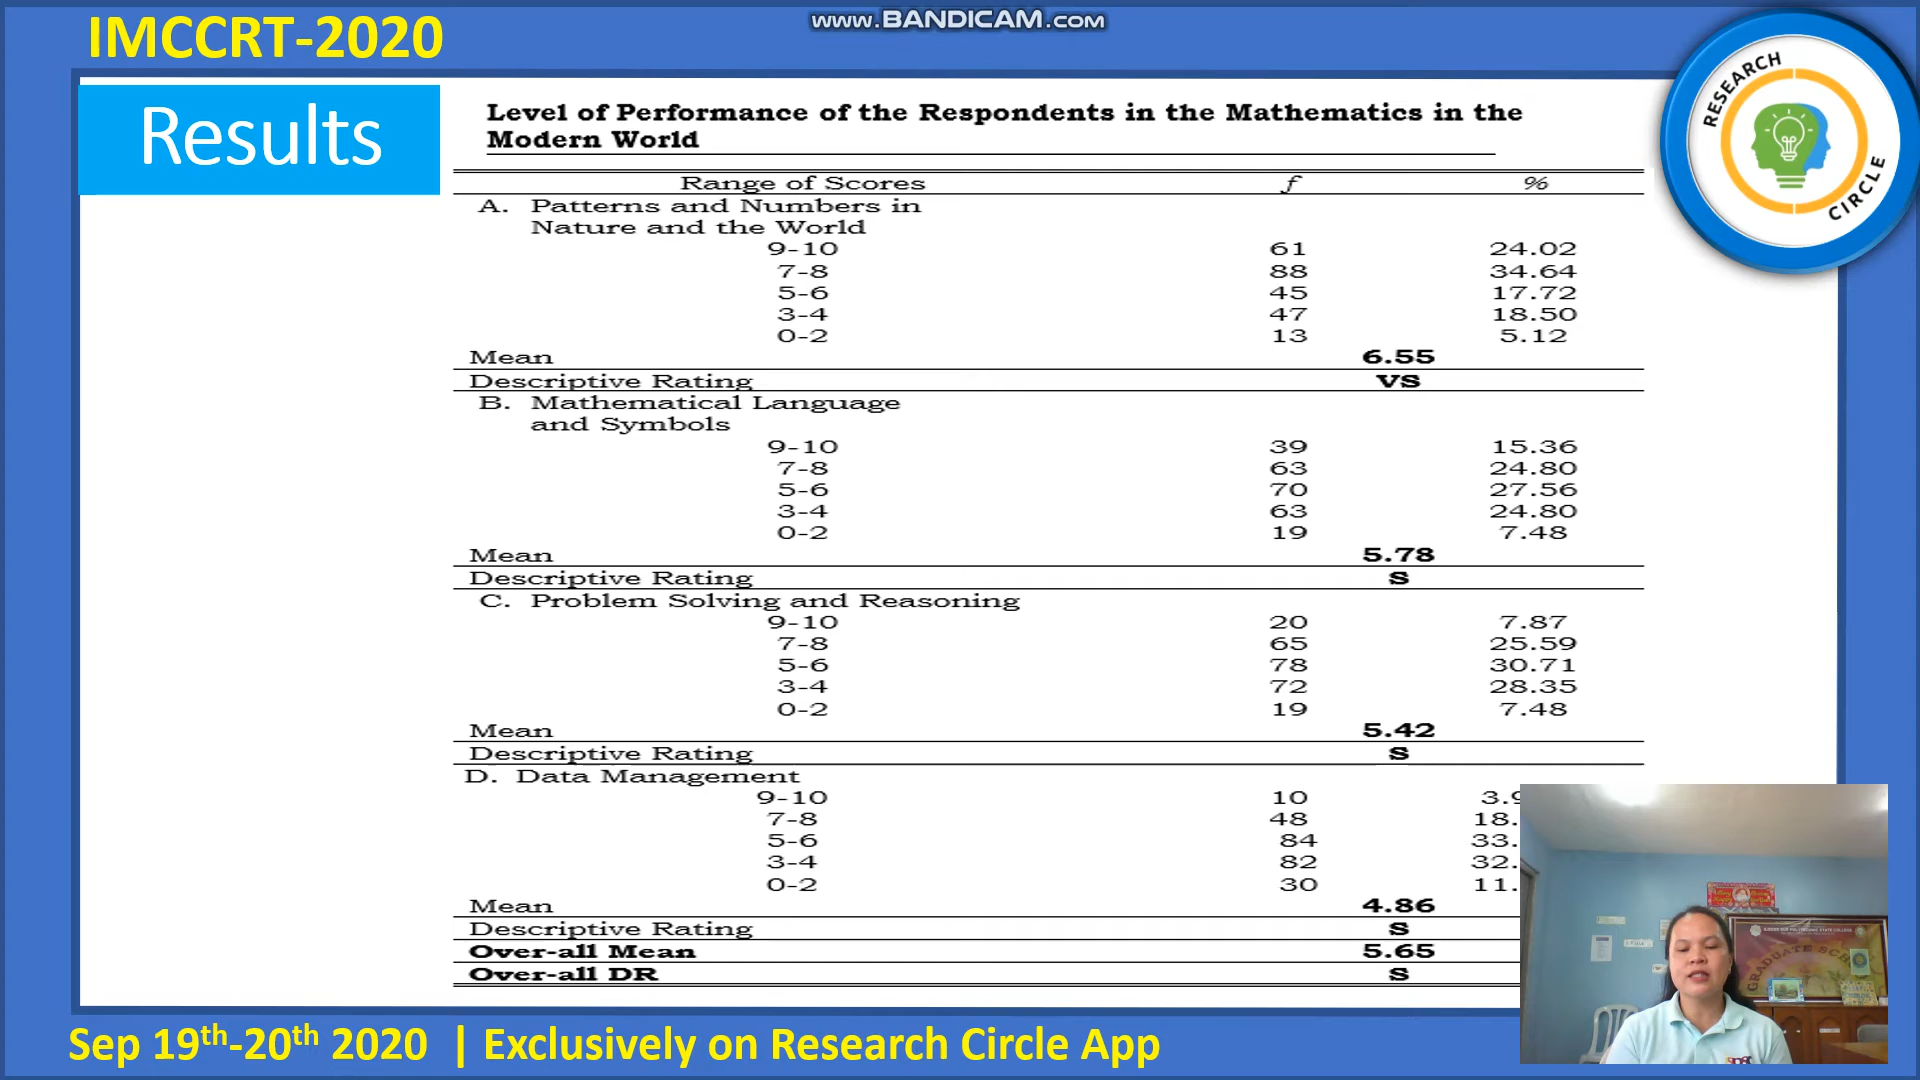 www.BANDICAM.com
IMCCRT-2020
RESEARCH CIRCLE
Results
Level of Performance of the Respondents in the Mathematics in the
Modern World
Range of Scores f %
A. Patterns and Numbers in
Nature and the World
9-10 61 24.02
7-8 88 34.64
5-6 45 17.72
3-4 47 18.50
0-2 13 5.12
Mean 6.55
Descriptive Rating VS
B. Mathematical Language
and Symbols
9-10 39 15.36
7-8 63 24.80
5-6 70 27.56
3-4 63 24.80
0-2 19 7.48
Mean 5.78
Descriptive Rating S
C. Problem Solving and Reasoning
9-10 20 7.87
7-8 65 25.59
5-6 78 30.71
3-4 72 28.35
0-2 19 7.48
Mean 5.42
Descriptive Rating S
D. Data Management
9-10 10 3.9
7-8 48 18.
5-6 84 33.
3-4 82 32.
0-2 30 11.
Mean 4.86
Descriptive Rating S
Over-all Mean 5.65
Over-all DR S
GRADUATE SCH
Sep 19th-20th 2020 | Exclusively on Research Circle App